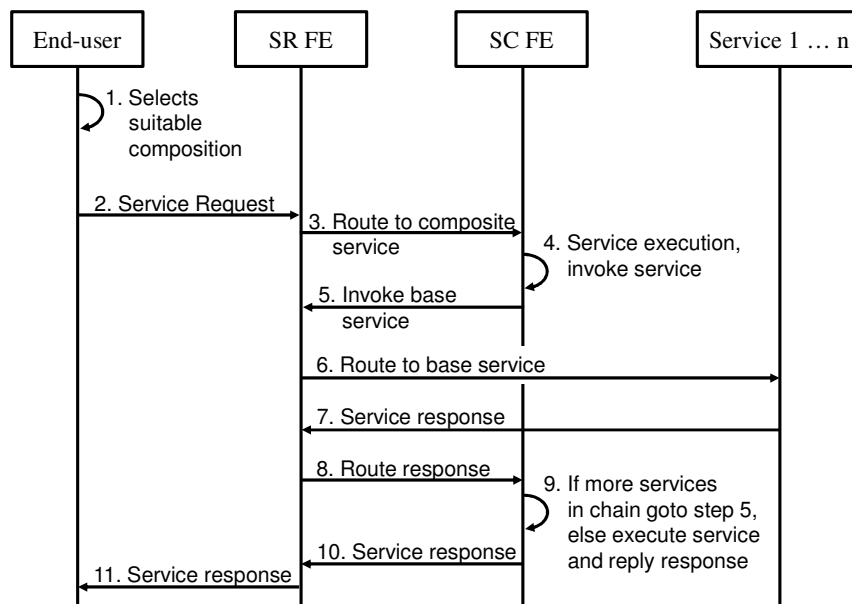 End-user
SR FE
SC FE
Service 1 … n
1. Selects
suitable
composition
2. Service Request
3. Route to composite
service
4. Service execution,
invoke service
5. Invoke base
service
6. Route to base service
7. Service response
8. Route response
9. If more services
in chain goto step 5,
else execute service
and reply response
10. Service response
11. Service response